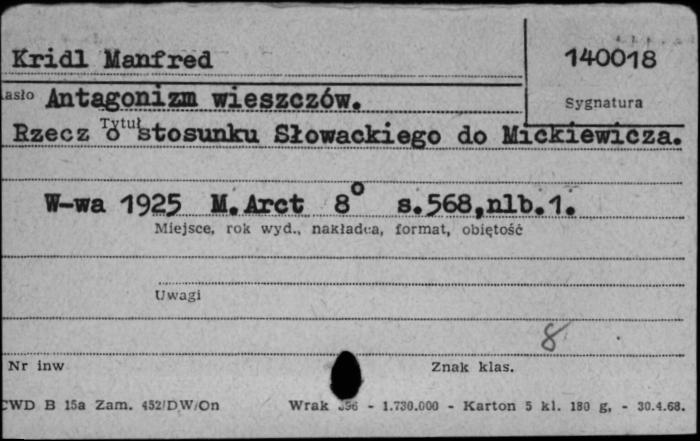 Kridl Manfred
140018
asło Antagonizm wieszczów.
Sygnatura
Tytuł
Rzecz o stosunku Słowackiego do Mickiewicza.
W-wa 1925 M.Arct 8° s.568,nlb.1.
Miejsce, rok wyd., nakładca, format, objętość
Uwagi
8
Nr inw
Znak klas.
CWD B 15a Zam. 452/DW/On Wrak - 1.730.000 - Karton 5 kl. 180 g, - 30.4.68.